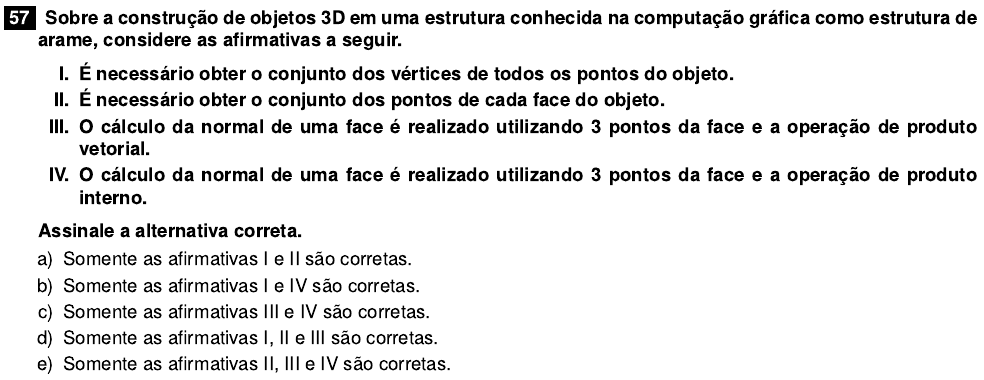 57 Sobre a construção de objetos 3D em uma estrutura conhecida na computação gráfica como estrutura de
arame, considere as afirmativas a seguir.
I. É necessário obter o conjunto dos vértices de todos os pontos do objeto.
II. É necessário obter o conjunto dos pontos de cada face do objeto.
III. O cálculo da normal de uma face é realizado utilizando 3 pontos da face e a operação de produto
vetorial.
IV. O cálculo da normal de uma face é realizado utilizando 3 pontos da face e a operação de produto
interno.
Assinale a alternativa correta.
a) Somente as afirmativas I e II são corretas.
b) Somente as afirmativas I e IV são corretas.
c) Somente as afirmativas III e IV são corretas.
d) Somente as afirmativas I, II e III são corretas.
e) Somente as afirmativas II, III e IV são corretas.